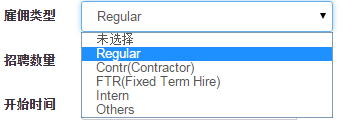 雇佣类型 Regular
未选择
Regular
招聘数量
Contr(Contractor)
FTR(Fixed Term Hire)
Intern
开始时间
Others